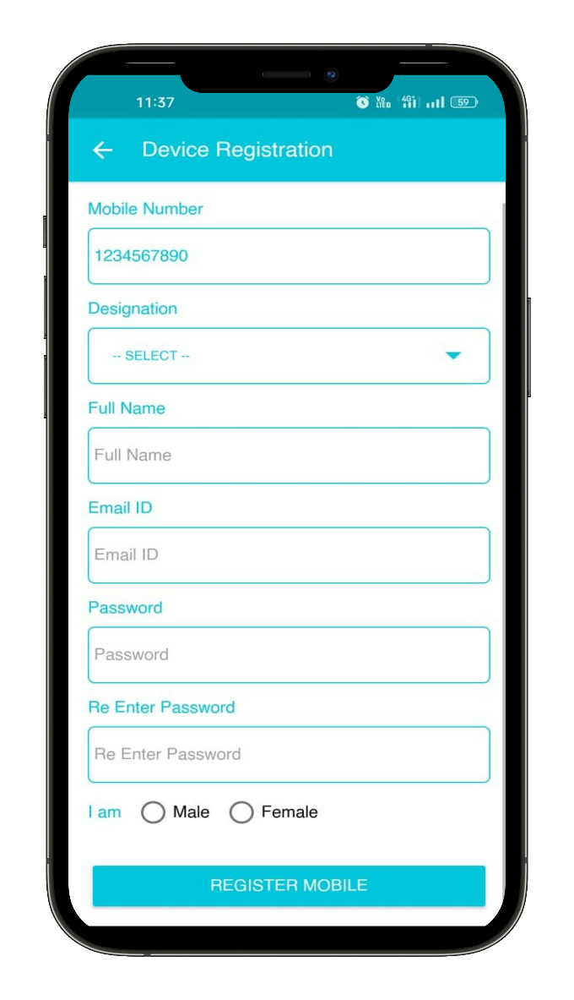 11:37 Vo LTE 4G 59
Device Registration
Mobile Number
1234567890
Designation
-- SELECT --
Full Name
Full Name
Email ID
Email ID
Password
Password
Re Enter Password
Re Enter Password
I am Male Female
REGISTER MOBILE